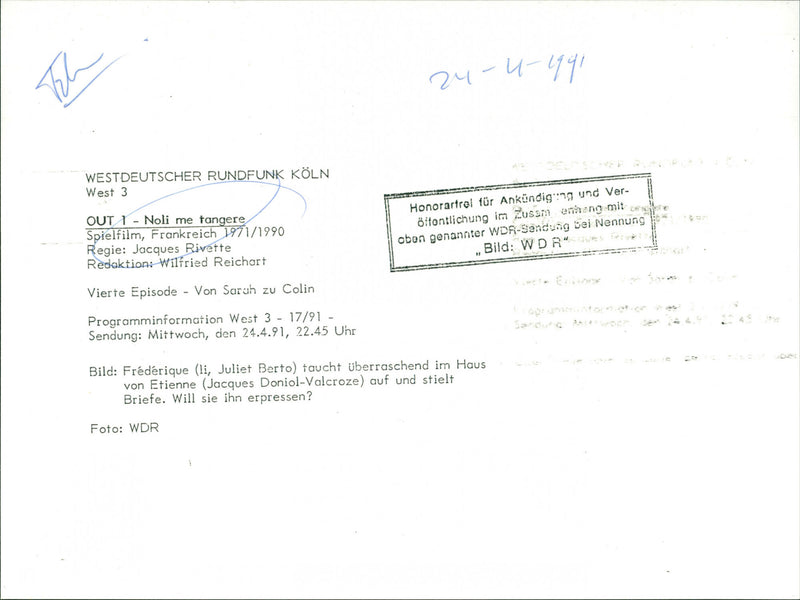 24-4-1991
WESTDEUTSCHER RUNDFUNK KÖLN
West 3
OUT 1 - Noli me tangere
Spielfilm, Frankreich 1971/1990
Regie: Jacques Rivette
Redaktion: Wilfried Reichart
Vierte Episode - Von Sarah zu Colin
Programminformation West 3 - 17/91 -
Sendung: Mittwoch, den 24.4.91, 22.45 Uhr
Bild: Frédérique (li, Juliet Berto) taucht überraschend im Haus
von Etienne (Jacques Doniol-Valcroze) auf und stielt
Briefe. Will sie ihn erpressen?
Foto: WDR
Honorarfrei für Ankündigung und Ver-
öffentlichung im Zusammenhang mit
oben genannter WDR-Sendung bei Nennung
„Bild: WDR"